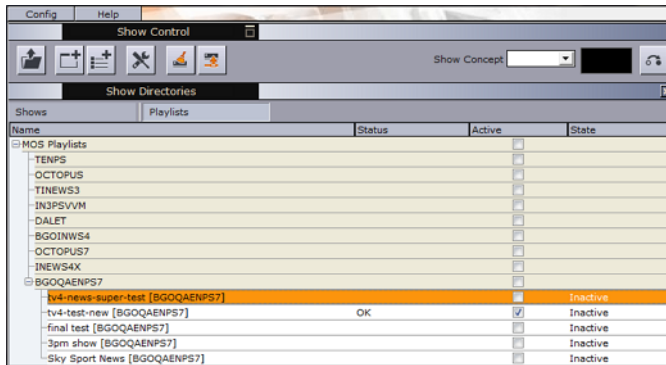 Config Help
Show Control
Show Concept
Show Directories
Shows Playlists
Name Status Active State
MOS Playlists
TENPS
OCTOPUS
TINEWS3
IN3PSVVM
DALET
BGOINWS4
OCTOPUS7
INEWS4X
BGOQAENPS7
tv4-news-super-test [BGOQAENPS7] Inactive
tv4-test-new [BGOQAENPS7] OK Inactive
final test [BGOQAENPS7] Inactive
3pm show [BGOQAENPS7] Inactive
Sky Sport News [BGOQAENPS7] Inactive